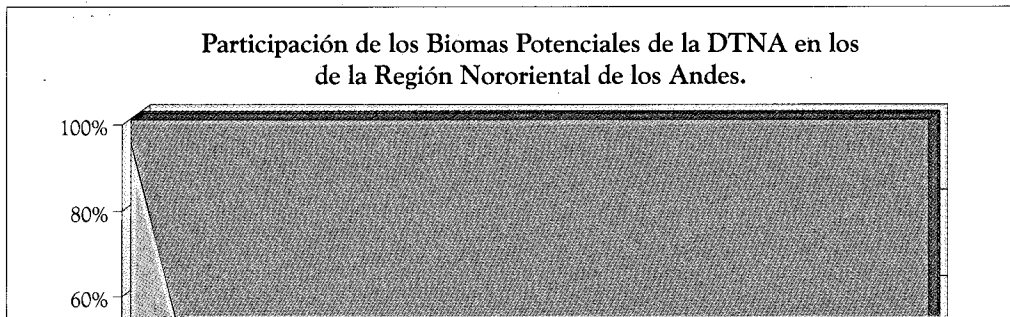 Participación de los Biomas Potenciales de la DTNA en los
de la Región Nororiental de los Andes.
100%
80%
60%